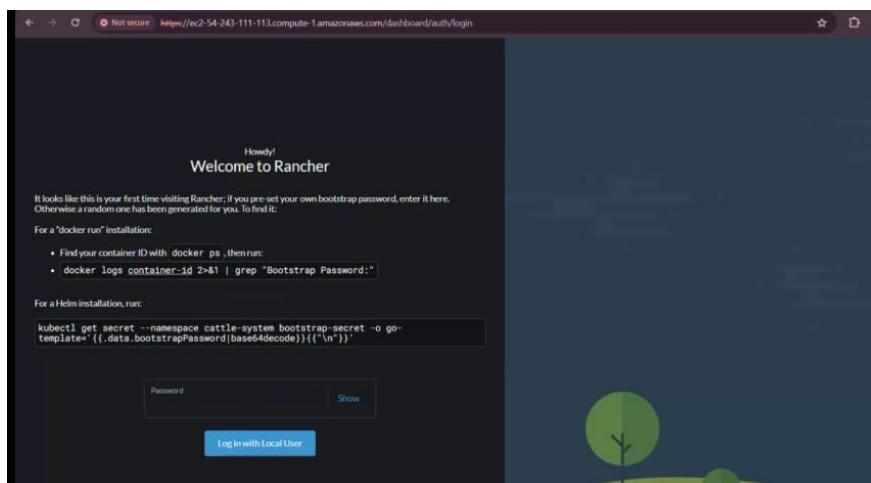 Not secure https://ec2-54-243-111-113.compute-1.amazonaws.com/dashboard/auth/login
Howdy!
Welcome to Rancher
It looks like this is your first time visiting Rancher; if you pre-set your own bootstrap password, enter it here.
Otherwise a random one has been generated for you. To find it:
For a "docker run" installation:
• Find your container ID with docker ps , then run:
• docker logs container-id 2>&1 | grep "Bootstrap Password:"
For a Helm installation, run:
kubectl get secret --namespace cattle-system bootstrap-secret -o go-
template='{{.data.bootstrapPassword|base64decode}}{{"\n"}}'
Password
Show
Log in with Local User